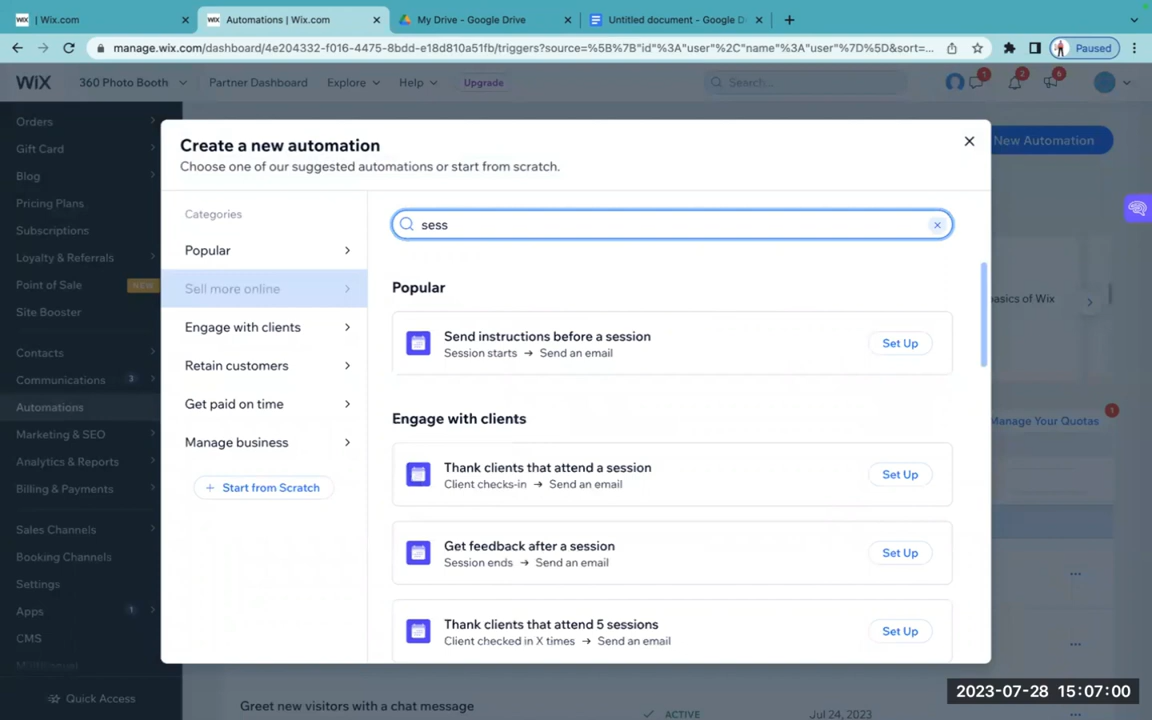 | Wix.com
Automations | Wix.com
My Drive - Google Drive
Untitled document - Google D
manage.wix.com/dashboard/4e204332-f016-4475-8bdd-e18d810a51fb/triggers?source=%5B%7B"id"%3A"user"%2C"name"%3A"user"%7D%5D&sort=...
Paused
WiX
360 Photo Booth
Partner Dashboard
Explore
Help
Upgrade
Search...
1
2
6
Orders
Gift Card
Blog
Pricing Plans
Subscriptions
Loyalty & Referrals
Point of Sale
NEW
Site Booster
Contacts
Communications
3
Automations
Marketing & SEO
Analytics & Reports
Billing & Payments
Sales Channels
Booking Channels
Settings
Apps
1
CMS
Quick Access
Create a new automation
Choose one of our suggested automations or start from scratch.
New Automation
Categories
Popular
Sell more online
Engage with clients
Retain customers
Get paid on time
Manage business
+ Start from Scratch
sess
Popular
Send instructions before a session
Session starts → Send an email
Set Up
Engage with clients
Thank clients that attend a session
Client checks-in → Send an email
Set Up
Get feedback after a session
Session ends → Send an email
Set Up
Thank clients that attend 5 sessions
Client checked in X times → Send an email
Set Up
asics of Wix
Manage Your Quotas
1
Greet new visitors with a chat message
ACTIVE
Jul 24, 2023
2023-07-28 15:07:00